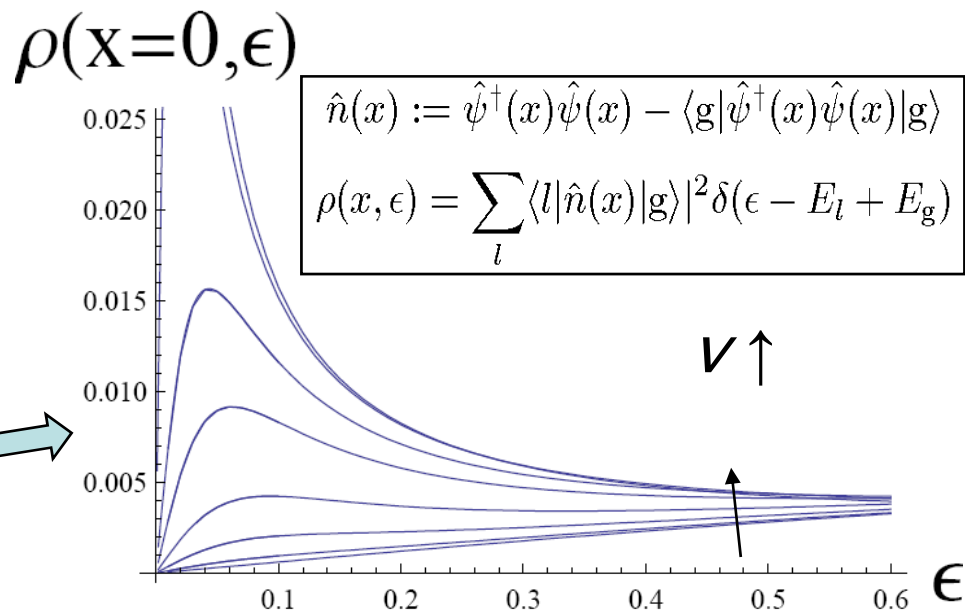 ρ(x=0,ϵ)
n̂(x) := ψ̂†(x)ψ̂(x) − ⟨g|ψ̂†(x)ψ̂(x)|g⟩
ρ(x, ϵ) = ∑_l ⟨l|n̂(x)|g⟩|²δ(ϵ − E_l + E_g)
0.025
0.020
0.015
V ↑
0.010
0.005
0.1 0.2 0.3 0.4 0.5 0.6 ϵ